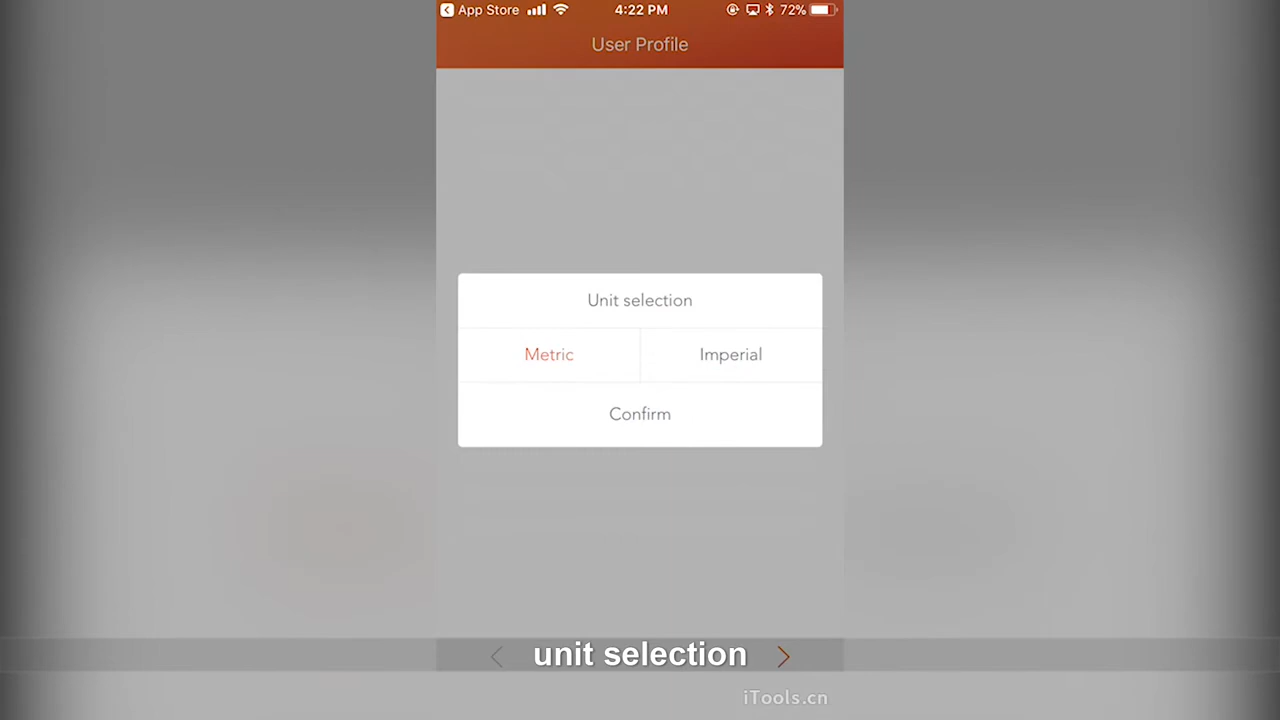 App Store 4:22 PM 72%
User Profile
Unit selection
Metric Imperial
Confirm
unit selection
iTools.cn